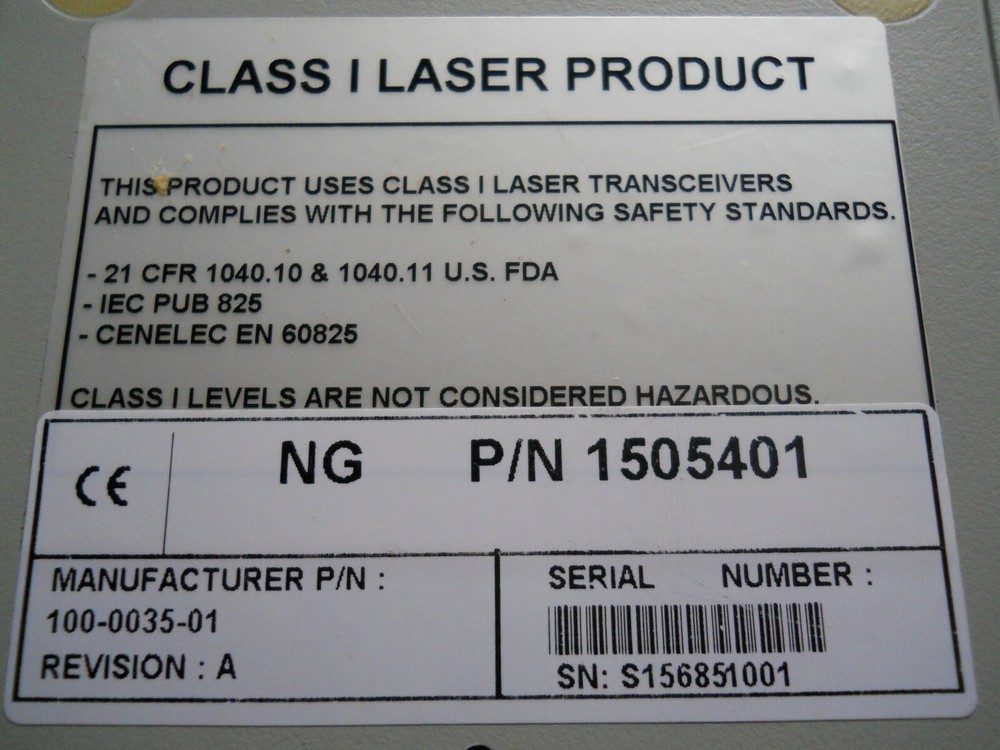 CLASS I LASER PRODUCT
THIS PRODUCT USES CLASS I LASER TRANSCEIVERS
AND COMPLIES WITH THE FOLLOWING SAFETY STANDARDS.
- 21 CFR 1040.10 & 1040.11 U.S. FDA
- IEC PUB 825
- CENELEC EN 60825
CLASS I LEVELS ARE NOT CONSIDERED HAZARDOUS.
CE NG P/N 1505401
MANUFACTURER P/N :
100-0035-01
REVISION : A
SERIAL NUMBER :
SN: S156851001